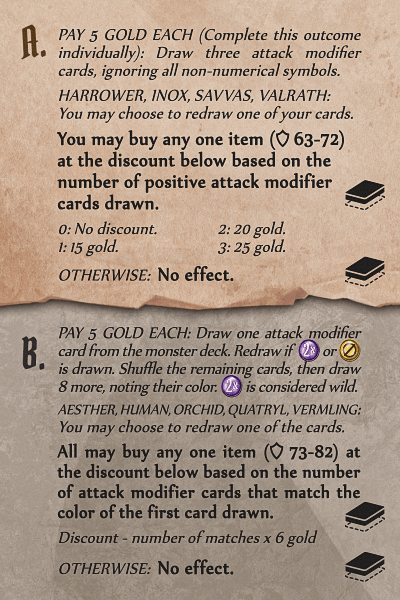 A. PAY 5 GOLD EACH (Complete this outcome
individually): Draw three attack modifier
cards, ignoring all non-numerical symbols.
HARROWER, INOX, SAVVAS, VALRATH:
You may choose to redraw one of your cards.
You may buy any one item ( 63-72)
at the discount below based on the
number of positive attack modifier
cards drawn.
0: No discount. 2: 20 gold.
1: 15 gold. 3: 25 gold.
OTHERWISE: No effect.
B. PAY 5 GOLD EACH: Draw one attack modifier
card from the monster deck. Redraw if 2x or
is drawn. Shuffle the remaining cards, then draw
8 more, noting their color. 2x is considered wild.
AESTHER, HUMAN, ORCHID, QUATRYL, VERMLING:
You may choose to redraw one of the cards.
All may buy any one item ( 73-82) at
the discount below based on the number
of attack modifier cards that match the
color of the first card drawn.
Discount - number of matches x 6 gold
OTHERWISE: No effect.